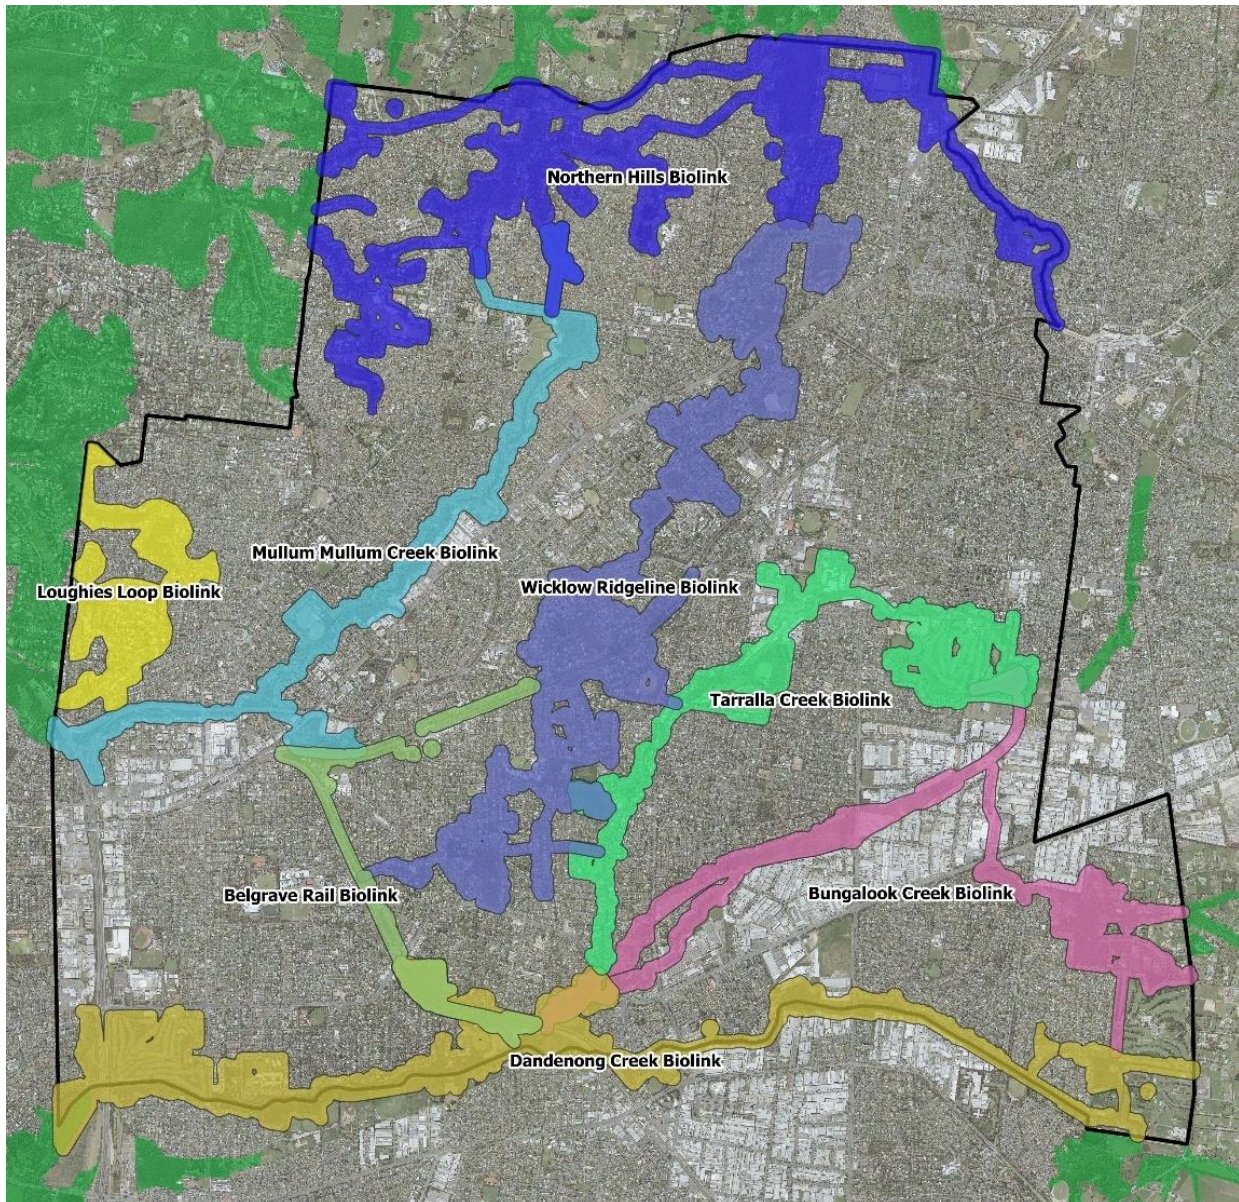 Northern Hills Biolink
Mullum Mullum Creek Biolink
Loughies Loop Biolink
Wicklow Ridgeline Biolink
Tarralla Creek Biolink
Belgrave Rail Biolink
Bungalook Creek Biolink
Dandenong Creek Biolink